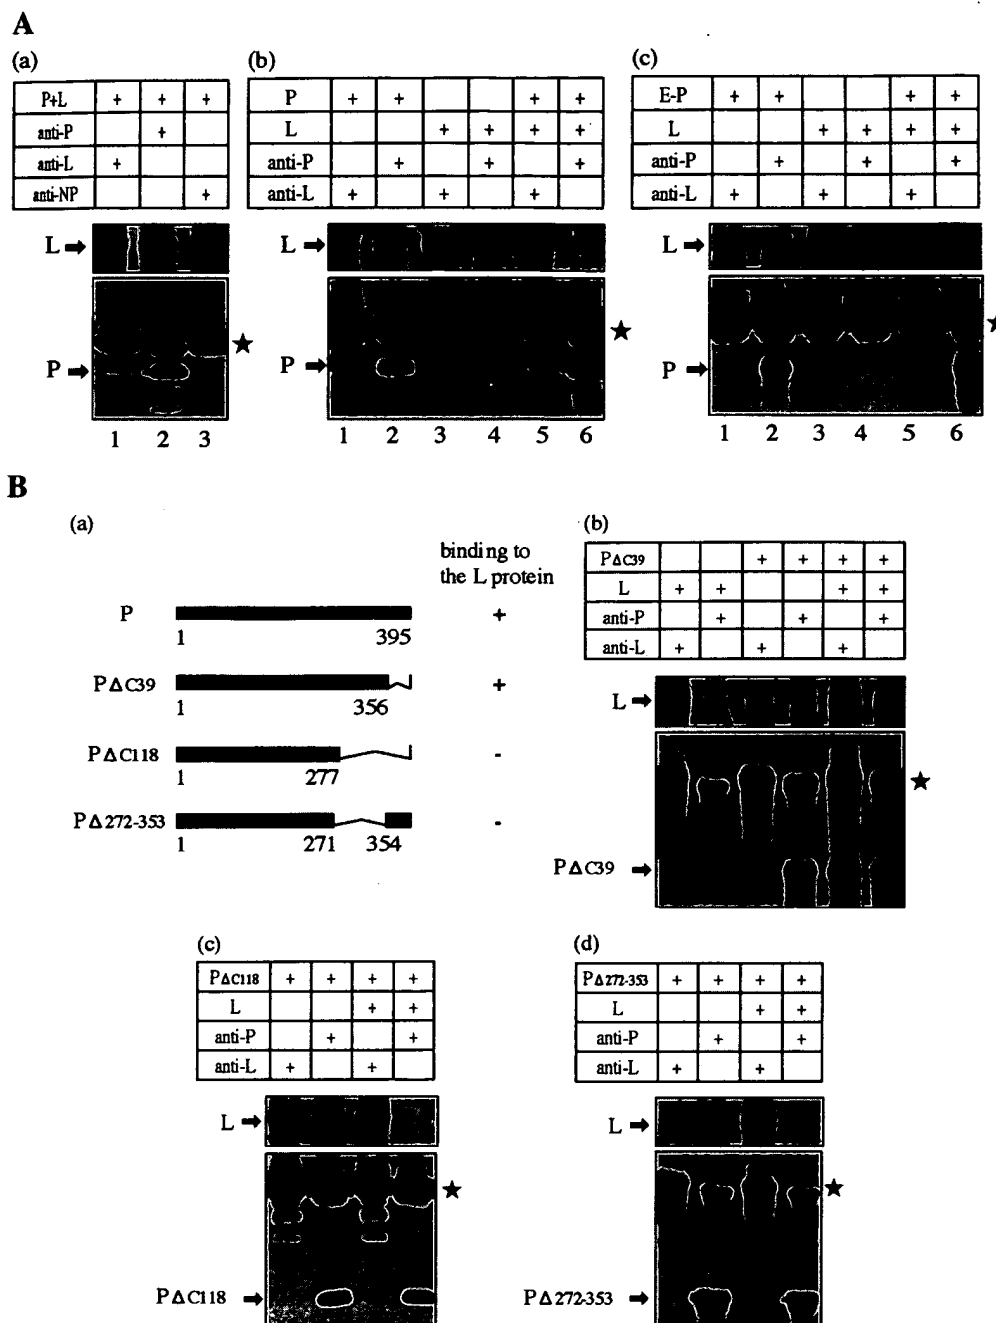 A
(a)
P+L + + +
anti-P +
anti-L +
anti-NP +
L
P
1 2 3
(b)
P + + + +
L + + + +
anti-P + + +
anti-L + + +
L
P
1 2 3 4 5 6
(c)
E-P + + + +
L + + + +
anti-P + + +
anti-L + + +
L
P
1 2 3 4 5 6
B
(a)
binding to
the L protein
P +
1 395
PΔC39 +
1 356
PΔC118 -
1 277
PΔ272-353 -
1 271 354
(b)
PΔC39 + + + +
L + + + +
anti-P + + +
anti-L + + +
L
PΔC39
(c)
PΔC118 + + + +
L + +
anti-P + +
anti-L + +
L
PΔC118
(d)
PΔ272-353 + + + +
L + +
anti-P + +
anti-L + +
L
PΔ272-353